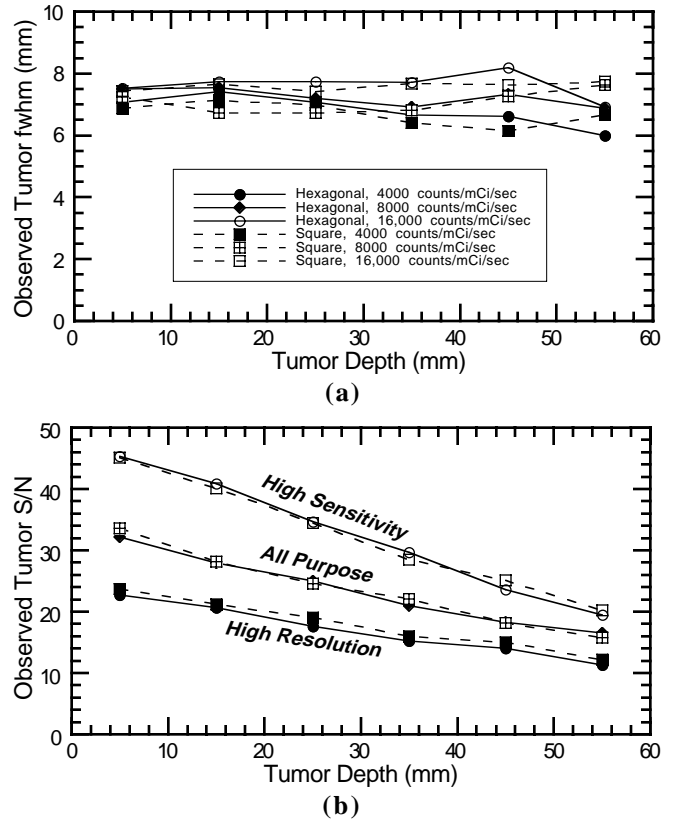 10
8
6
4
2
0
Observed Tumor fwhm (mm)
Hexagonal, 4000 counts/mCi/sec
Hexagonal, 8000 counts/mCi/sec
Hexagonal, 16,000 counts/mCi/sec
Square, 4000 counts/mCi/sec
Square, 8000 counts/mCi/sec
Square, 16,000 counts/mCi/sec
0 10 20 30 40 50 60
Tumor Depth (mm)
(a)
50
40
30
20
10
0
Observed Tumor S/N
High Sensitivity
All Purpose
High Resolution
0 10 20 30 40 50 60
Tumor Depth (mm)
(b)